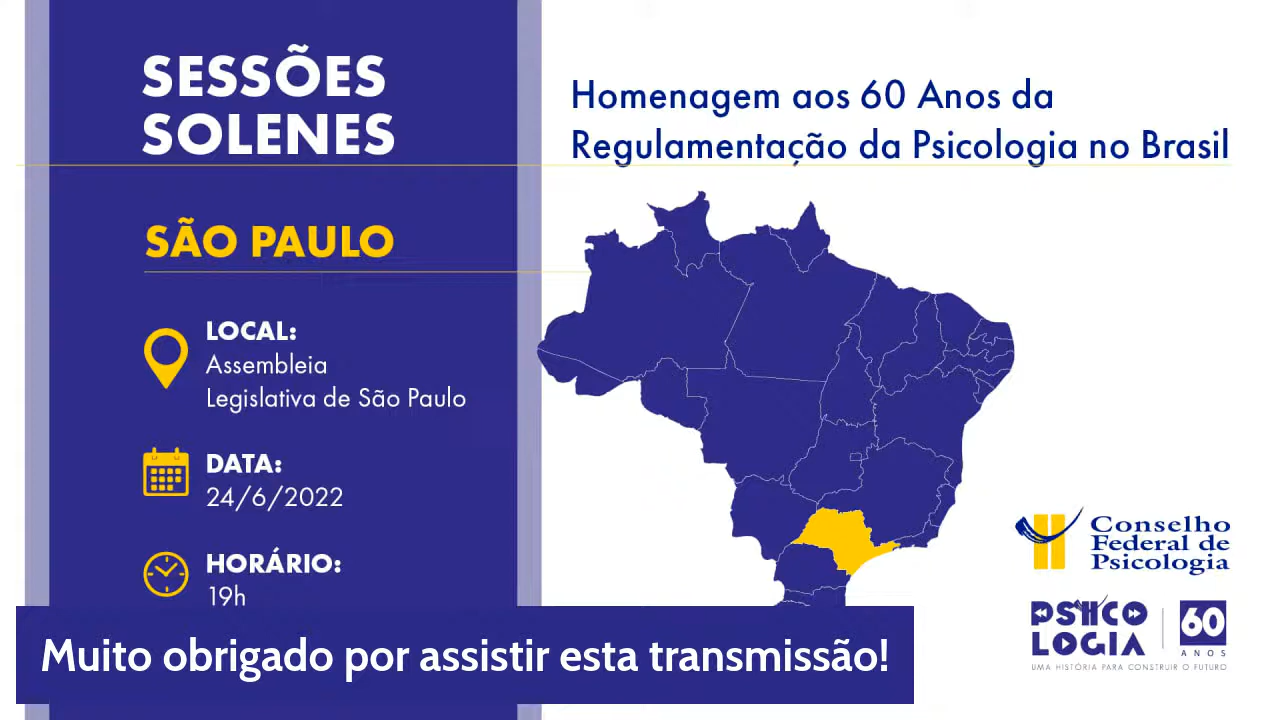 SESSÕES
SOLENES
SÃO PAULO
LOCAL:
Assembleia
Legislativa de São Paulo
DATA:
24/6/2022
HORÁRIO:
19h
Homenagem aos 60 Anos da
Regulamentação da Psicologia no Brasil
Conselho
Federal de
Psicologia
PSICO
LOGIA
60
ANOS
UMA HISTÓRIA PARA CONSTRUIR O FUTURO
Muito obrigado por assistir esta transmissão!